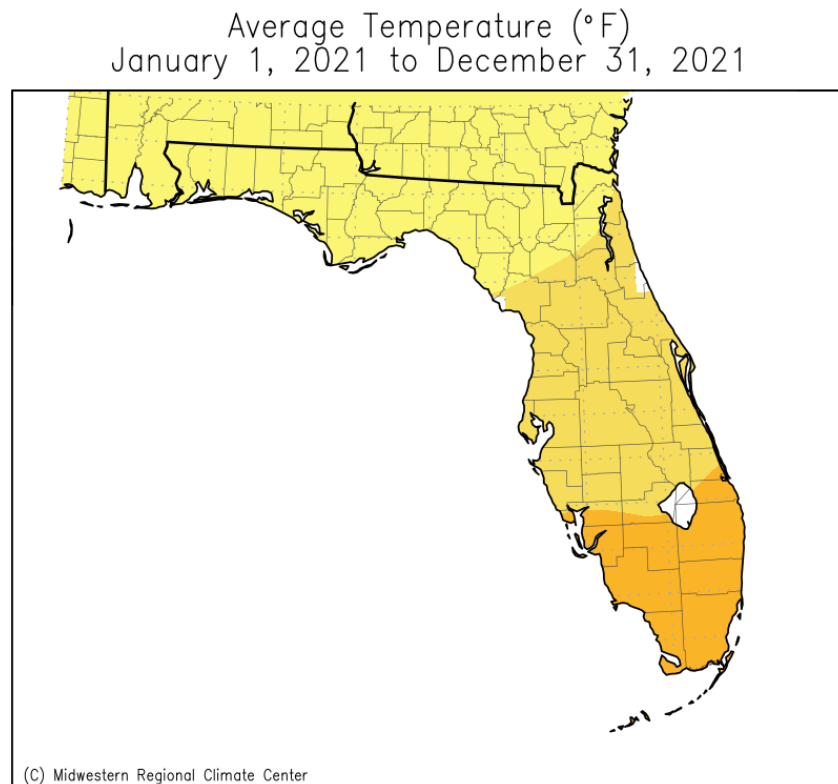 Average Temperature (°F)
January 1, 2021 to December 31, 2021
(C) Midwestern Regional Climate Center